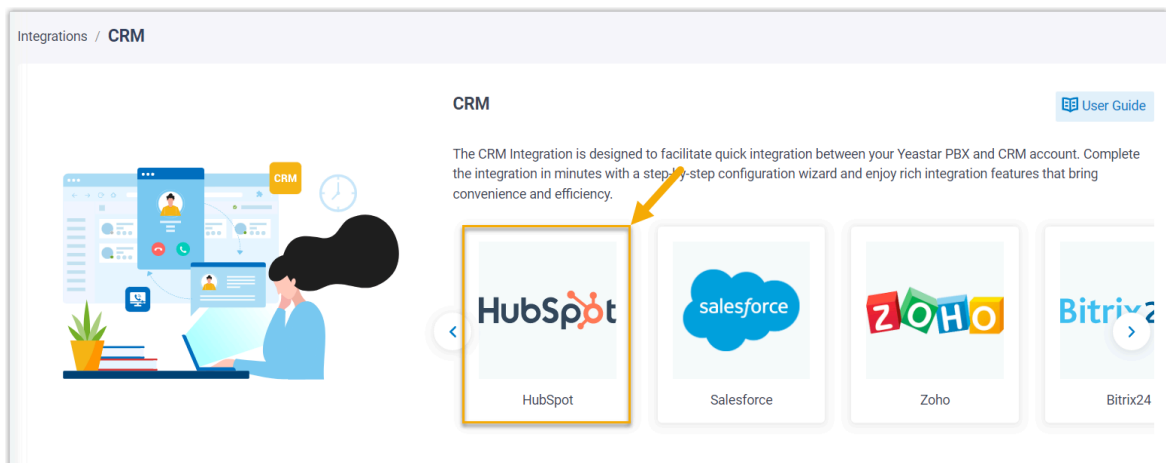 Integrations / CRM
CRM
User Guide
The CRM Integration is designed to facilitate quick integration between your Yeastar PBX and CRM account. Complete
the integration in minutes with a step-by-step configuration wizard and enjoy rich integration features that bring
convenience and efficiency.
CRM
HubSpot
salesforce
ZOHO
Bitrix2
HubSpot
Salesforce
Zoho
Bitrix24